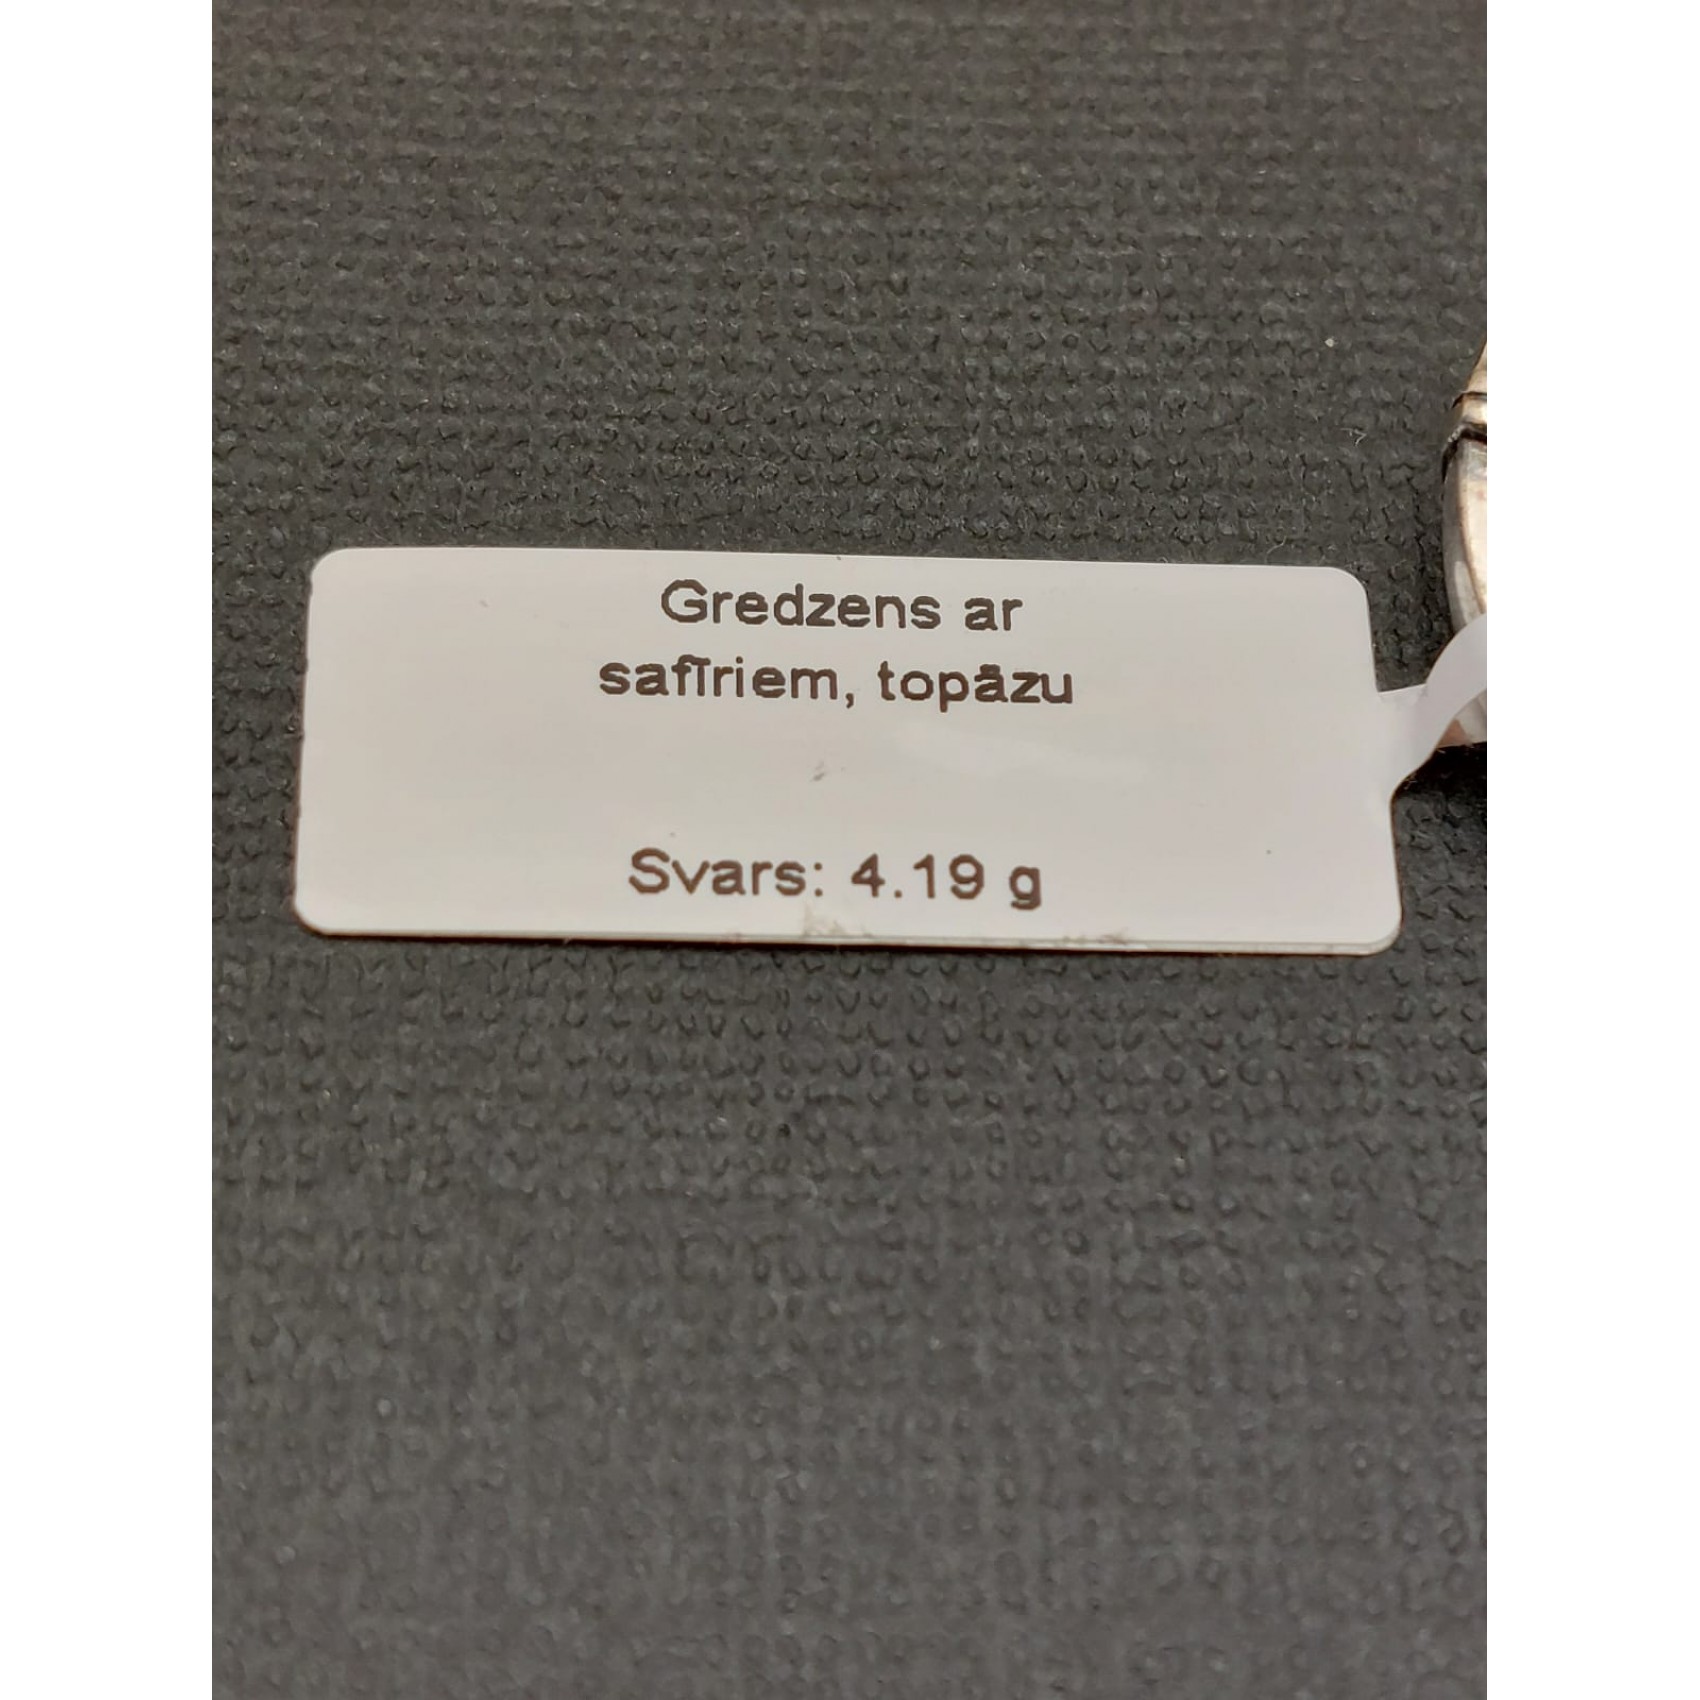 Gredzens ar
safīriem, topāzu
Svars: 4.19 g